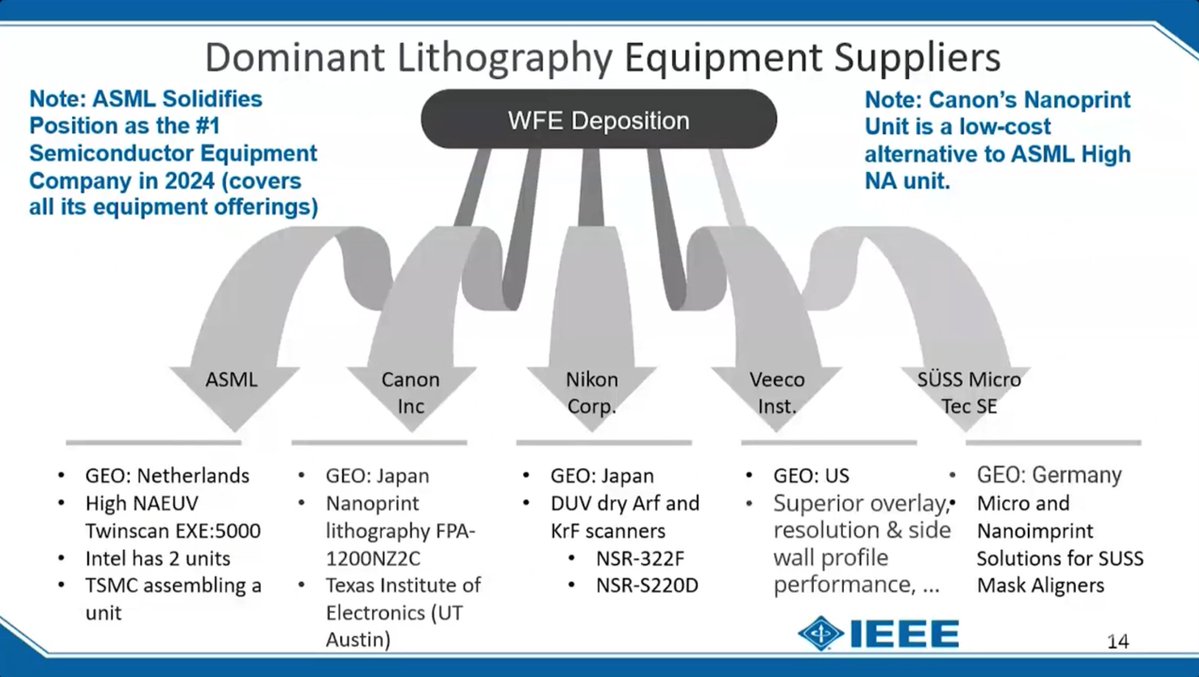 Dominant Lithography Equipment Suppliers
Note: ASML Solidifies
Position as the #1
Semiconductor Equipment
Company in 2024 (covers
all its equipment offerings)
WFE Deposition
Note: Canon's Nanoprint
Unit is a low-cost
alternative to ASML High
NA unit.
ASML
• GEO: Netherlands
• High NAEUV
Twinscan EXE:5000
• Intel has 2 units
• TSMC assembling a
unit
Canon
Inc
• GEO: Japan
• Nanoprint
lithography FPA-
1200NZ2C
• Texas Institute of
Electronics (UT
Austin)
Nikon
Corp.
• GEO: Japan
• DUV dry Arf and
KrF scanners
• NSR-322F
• NSR-S220D
Veeco
Inst.
• GEO: US
• Superior overlay,
resolution & side
wall profile
performance, ...
SÜSS Micro
Tec SE
• GEO: Germany
• Micro and
Nanoimprint
Solutions for SUSS
Mask Aligners
IEEE
14